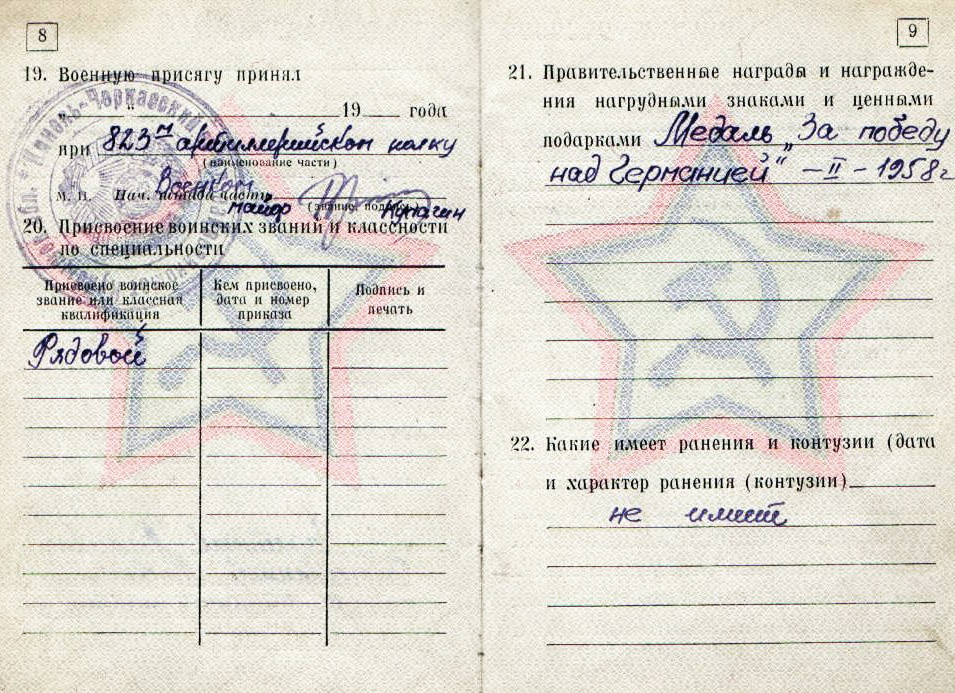 8
19. Военную присягу принял
„ “ 19 года
при 823м артиллерийском полку
(наименование части)
Военком
М. П. Нач. штаба части
майор (звание, подпись)
20. Присвоение воинских званий и классности
по специальности
Присвоено воинское звание или классная квалификация
Кем присвоено, дата и номер приказа
Подпись и печать
Рядовой
9
21. Правительственные награды и награжде-
ния нагрудными знаками и ценными
подарками Медаль „За победу
над Германией“ – II – 1958г
22. Какие имеет ранения и контузии (дата
и характер ранения (контузии)
не имеет